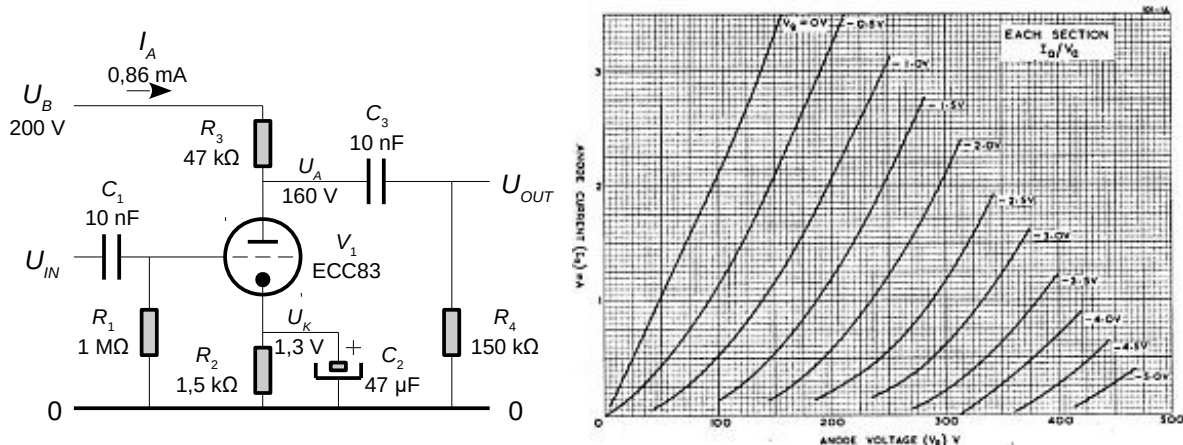 I_A
0,86 mA
U_B
200 V
R_3
47 kΩ
C_3
10 nF
U_A
160 V
U_OUT
C_1
10 nF
U_IN
V_1
ECC83
R_1
1 MΩ
R_2
1,5 kΩ
U_K
1,3 V
C_2
47 µF
+
R_4
150 kΩ
0
0
EACH SECTION
Ia/Va
Vg = 0V
-0.5V
-1.0V
-1.5V
-2.0V
-2.5V
-3.0V
-3.5V
-4.0V
-4.5V
-5.0V
ANODE CURRENT (Ia) mA
3
2
1
0
100
200
300
400
500
ANODE VOLTAGE (Va) V